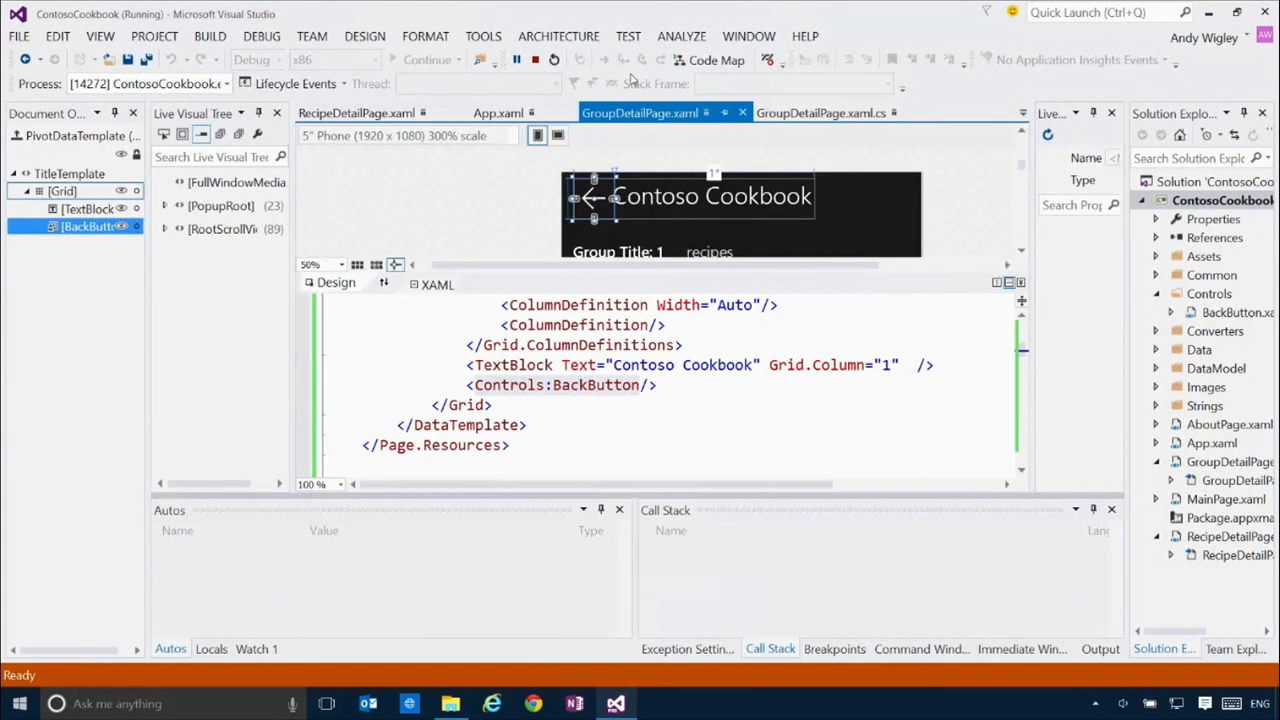 ContosoCookbook (Running) - Microsoft Visual Studio
Quick Launch (Ctrl+Q)
FILE EDIT VIEW PROJECT BUILD DEBUG TEAM DESIGN FORMAT TOOLS ARCHITECTURE TEST ANALYZE WINDOW HELP
Andy Wigley AW
Debug x86 Continue Code Map No Application Insights Events
Process: [14272] ContosoCookbook.e Lifecycle Events Thread: Stack Frame:
Document O... Live Visual Tree RecipeDetailPage.xaml App.xaml GroupDetailPage.xaml GroupDetailPage.xaml.cs Live... Solution Explo...
PivotDataTemplate ( 5" Phone (1920 x 1080) 300% scale
Search Live Visual Tree Name Search Solution Explo
TitleTemplate [FullWindowMedia Type Solution 'ContosoCoo
[Grid] [PopupRoot] (23) Contoso Cookbook Search Prop ContosoCookbook
[TextBlock [RootScrollVi (89) Properties
[BackButto References
Group Title: 1 recipes Assets
50% Common
Design XAML Controls
<ColumnDefinition Width="Auto"/> BackButton.xa
<ColumnDefinition/> Converters
</Grid.ColumnDefinitions> Data
<TextBlock Text="Contoso Cookbook" Grid.Column="1" /> DataModel
<Controls:BackButton/> Images
</Grid> Strings
</DataTemplate> AboutPage.xaml
</Page.Resources> App.xaml
GroupDetailPa
GroupDetailP
100 % MainPage.xaml
Autos Call Stack Package.appxma
Name Value Type Name Lang RecipeDetailPa
RecipeDetailP
Autos Locals Watch 1 Exception Settin... Call Stack Breakpoints Command Wind... Immediate Win... Output Solution E... Team Expl...
Ready
Ask me anything ENG